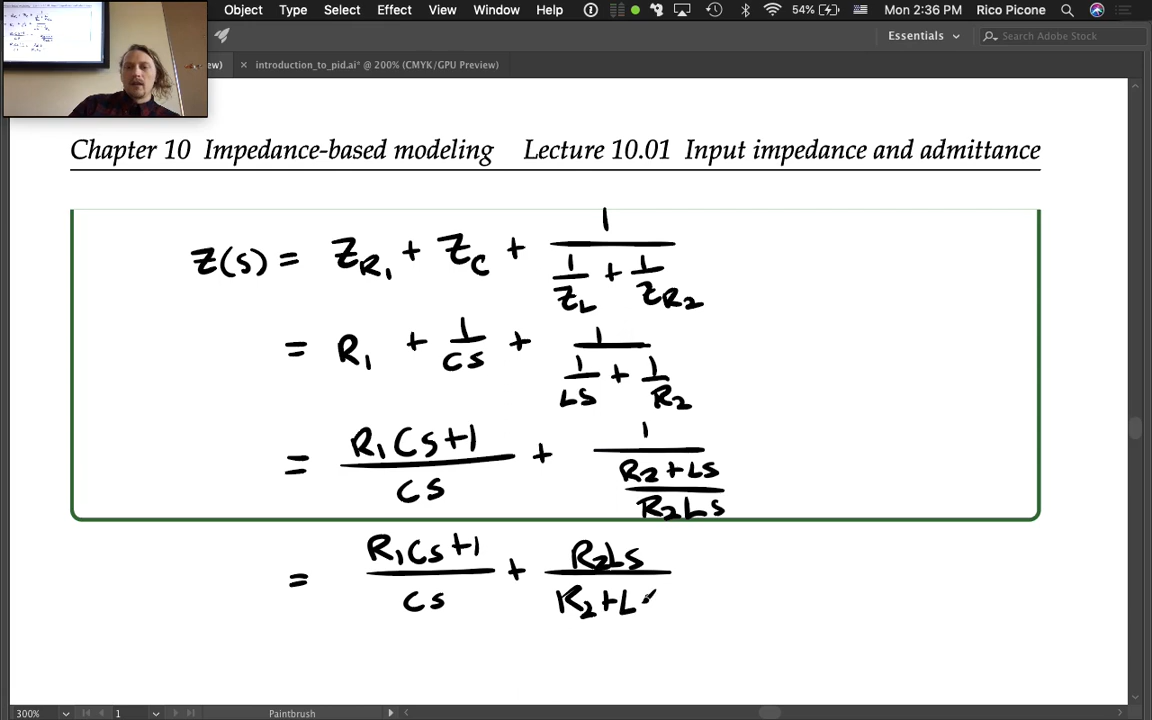 Object Type Select Effect View Window Help 54% Mon 2:36 PM Rico Picone
Essentials Search Adobe Stock
ew) × introduction_to_pid.ai* @ 200% (CMYK/GPU Preview)
Chapter 10 Impedance-based modeling Lecture 10.01 Input impedance and admittance
Z(s) = Z_R₁ + Z_C + 1/(1/Z_L + 1/Z_R₂)
= R₁ + 1/Cs + 1/(1/Ls + 1/R₂)
= (R₁Cs+1)/Cs + 1/((R₂+Ls)/(R₂Ls))
= (R₁Cs+1)/Cs + R₂Ls/(R₂+L
300% 1 Paintbrush